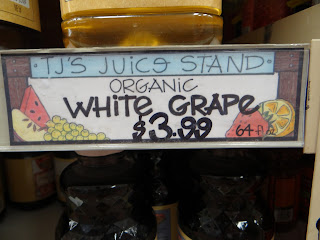 TJ'S JUICE STAND
ORGANIC
WHITE GRAPE
$3.99
64 fl oz